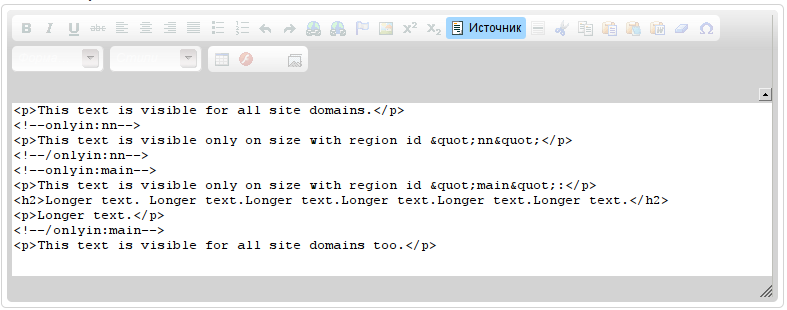 B I U abc x² x₂ Источник Ω
<p>This text is visible for all site domains.</p>
<!--onlyin:nn-->
<p>This text is visible only on size with region id &quot;nn&quot;</p>
<!--/onlyin:nn-->
<!--onlyin:main-->
<p>This text is visible only on size with region id &quot;main&quot;:</p>
<h2>Longer text. Longer text.Longer text.Longer text.Longer text.Longer text.</h2>
<p>Longer text.</p>
<!--/onlyin:main-->
<p>This text is visible for all site domains too.</p>